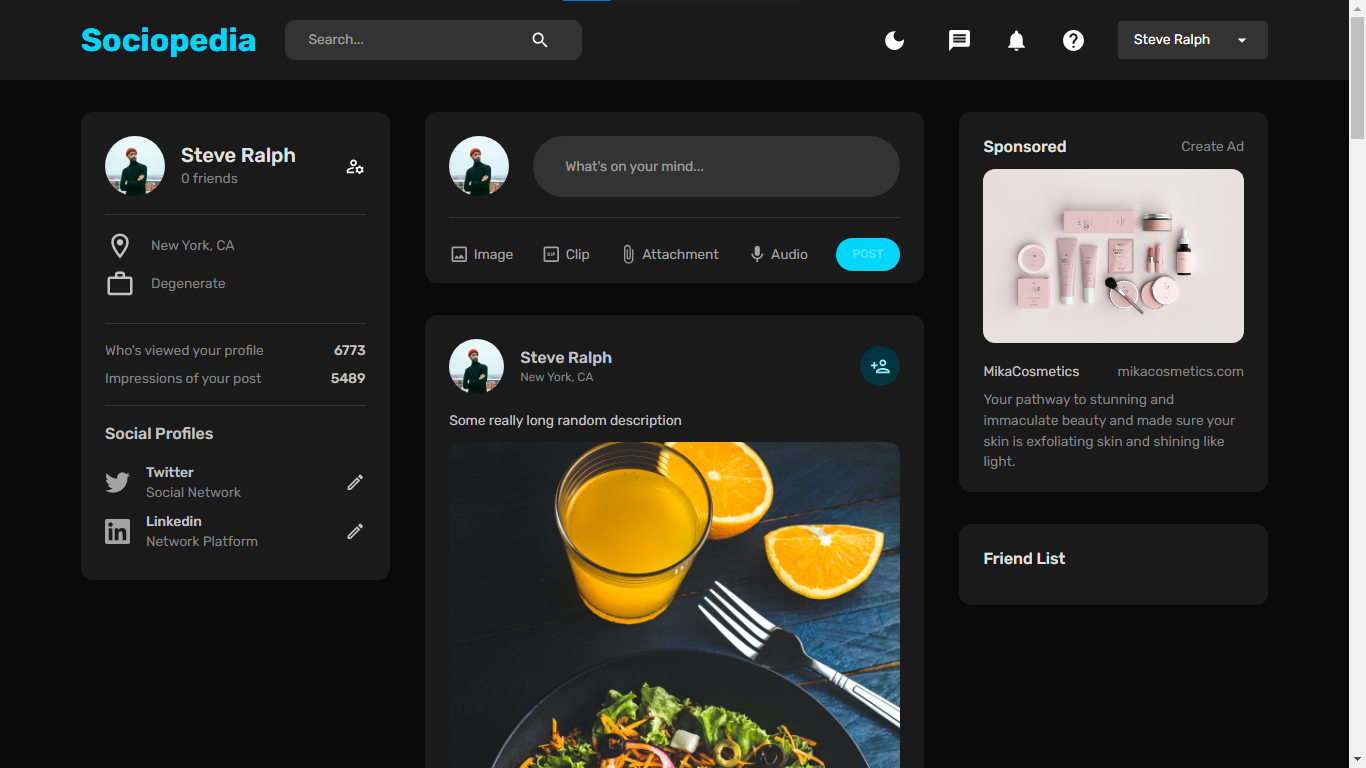 Sociopedia
Search...
Steve Ralph
Steve Ralph
0 friends
New York, CA
Degenerate
Who's viewed your profile 6773
Impressions of your post 5489
Social Profiles
Twitter
Social Network
Linkedin
Network Platform
What's on your mind...
Image GIF Clip Attachment Audio POST
Steve Ralph
New York, CA
Some really long random description
Sponsored Create Ad
MikaCosmetics mikacosmetics.com
Your pathway to stunning and
immaculate beauty and made sure your
skin is exfoliating skin and shining like
light.
Friend List